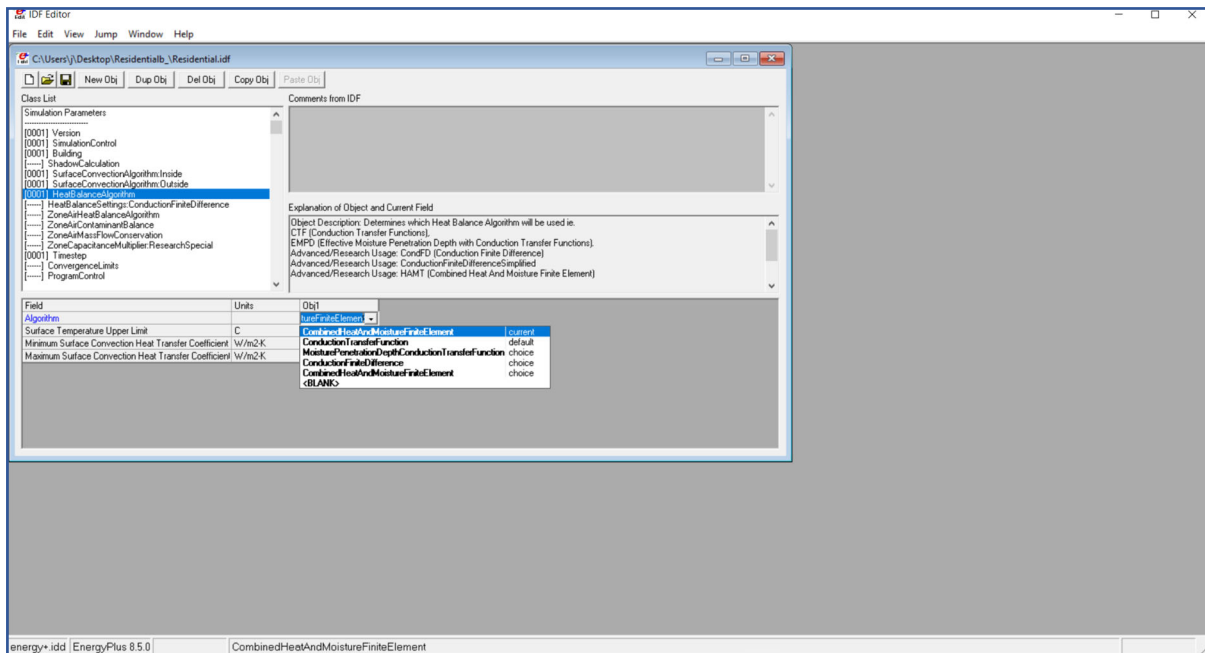 IDF Editor
File Edit View Jump Window Help
C:\Users\j\Desktop\Residentialb_\Residential.idf
New Obj Dup Obj Del Obj Copy Obj Paste Obj
Class List
Comments from IDF
Simulation Parameters
------------------------
[0001] Version
[0001] SimulationControl
[0001] Building
[------] ShadowCalculation
[0001] SurfaceConvectionAlgorithm:Inside
[0001] SurfaceConvectionAlgorithm:Outside
[0001] HeatBalanceAlgorithm
[------] HeatBalanceSettings:ConductionFiniteDifference
[------] ZoneAirHeatBalanceAlgorithm
[------] ZoneAirContaminantBalance
[------] ZoneAirMassFlowConservation
[------] ZoneCapacitanceMultiplier:ResearchSpecial
[0001] Timestep
[------] ConvergenceLimits
[------] ProgramControl
Explanation of Object and Current Field
Object Description: Determines which Heat Balance Algorithm will be used ie.
CTF (Conduction Transfer Functions),
EMPD (Effective Moisture Penetration Depth with Conduction Transfer Functions).
Advanced/Research Usage: CondFD (Conduction Finite Difference)
Advanced/Research Usage: ConductionFiniteDifferenceSimplified
Advanced/Research Usage: HAMT (Combined Heat And Moisture Finite Element)
Field Units Obj1
Algorithm tureFiniteElemen
Surface Temperature Upper Limit C
Minimum Surface Convection Heat Transfer Coefficient W/m2-K
Maximum Surface Convection Heat Transfer Coefficient W/m2-K
CombinedHeatAndMoistureFiniteElement current
ConductionTransferFunction default
MoisturePenetrationDepthConductionTransferFunction choice
ConductionFiniteDifference choice
CombinedHeatAndMoistureFiniteElement choice
<BLANK>
energy+.idd EnergyPlus 8.5.0 CombinedHeatAndMoistureFiniteElement